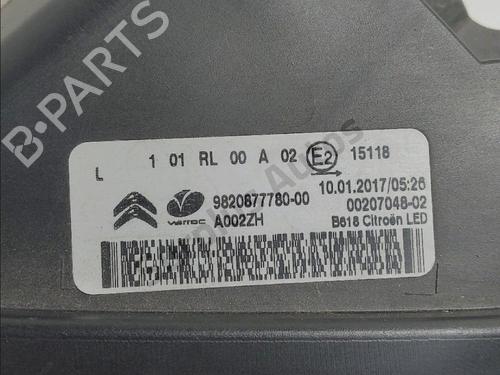 B-PARTS
L 1 01 RL 00 A 02 E2 15118
9820877780-00 10.01.2017/05:26
A002ZH 00207048-02
varroc B618 Citroën LED